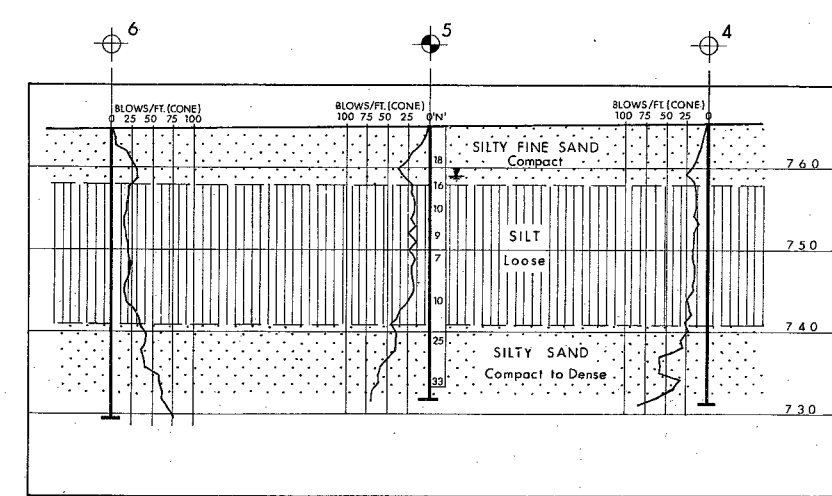 6 5 4
BLOWS/FT.(CONE) BLOWS/FT.(CONE) BLOWS/FT.(CONE)
0 25 50 75 100 100 75 50 25 0 'N' 100 75 50 25 0
SILTY FINE SAND
Compact
18
760
16
10
SILT
9
750
7
Loose
10
740
25
SILTY SAND
Compact to Dense
33
730